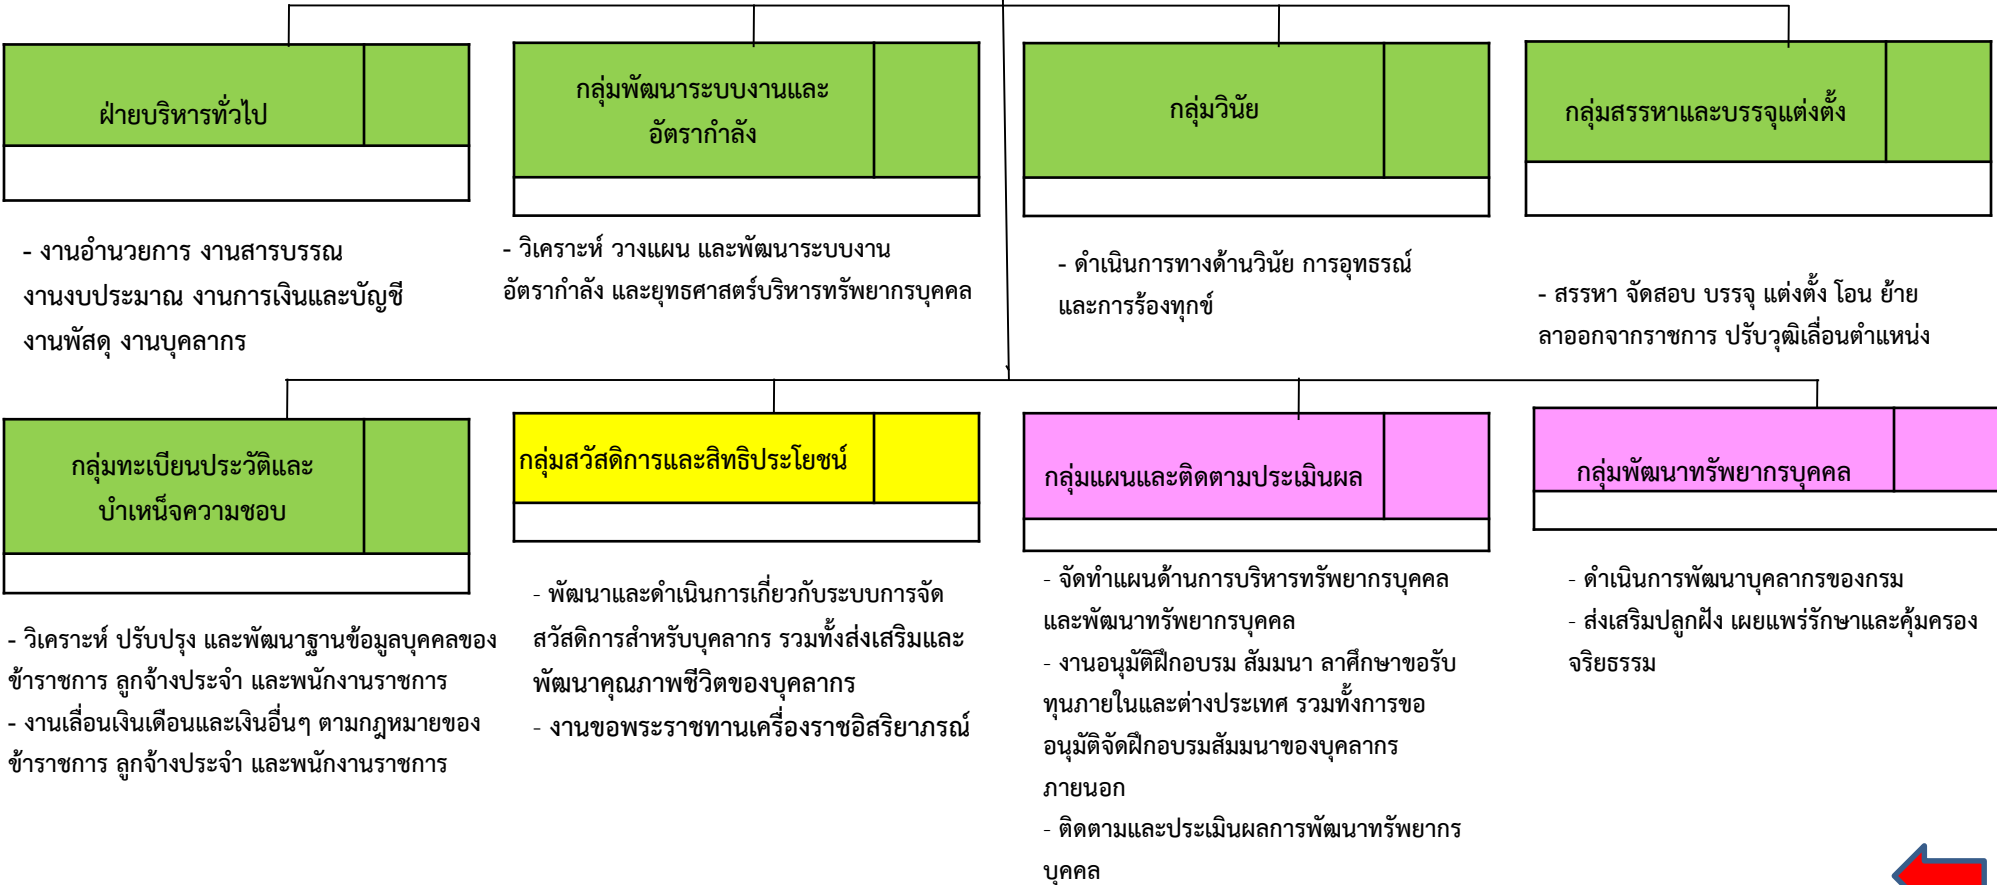 ฝ่ายบริหารทั่วไป
- งานอำนวยการ งานสารบรรณ
งานงบประมาณ งานการเงินและบัญชี
งานพัสดุ งานบุคลากร
กลุ่มพัฒนาระบบงานและ
อัตรากำลัง
- วิเคราะห์ วางแผน และพัฒนาระบบงาน
อัตรากำลัง และยุทธศาสตร์บริหารทรัพยากรบุคคล
กลุ่มวินัย
- ดำเนินการทางด้านวินัย การอุทธรณ์
และการร้องทุกข์
กลุ่มสรรหาและบรรจุแต่งตั้ง
- สรรหา จัดสอบ บรรจุ แต่งตั้ง โอน ย้าย
ลาออกจากราชการ ปรับวุฒิเลื่อนตำแหน่ง
กลุ่มทะเบียนประวัติและ
บำเหน็จความชอบ
- วิเคราะห์ ปรับปรุง และพัฒนาฐานข้อมูลบุคคลของ
ข้าราชการ ลูกจ้างประจำ และพนักงานราชการ
- งานเลื่อนเงินเดือนและเงินอื่นๆ ตามกฎหมายของ
ข้าราชการ ลูกจ้างประจำ และพนักงานราชการ
กลุ่มสวัสดิการและสิทธิประโยชน์
- พัฒนาและดำเนินการเกี่ยวกับระบบการจัด
สวัสดิการสำหรับบุคลากร รวมทั้งส่งเสริมและ
พัฒนาคุณภาพชีวิตของบุคลากร
- งานขอพระราชทานเครื่องราชอิสริยาภรณ์
กลุ่มแผนและติดตามประเมินผล
- จัดทำแผนด้านการบริหารทรัพยากรบุคคล
และพัฒนาทรัพยากรบุคคล
- งานอนุมัติฝึกอบรม สัมมนา ลาศึกษาขอรับ
ทุนภายในและต่างประเทศ รวมทั้งการขอ
อนุมัติจัดฝึกอบรมสัมมนาของบุคลากร
ภายนอก
- ติดตามและประเมินผลการพัฒนาทรัพยากร
บุคคล
กลุ่มพัฒนาทรัพยากรบุคคล
- ดำเนินการพัฒนาบุคลากรของกรม
- ส่งเสริมปลูกฝัง เผยแพร่รักษาและคุ้มครอง
จริยธรรม